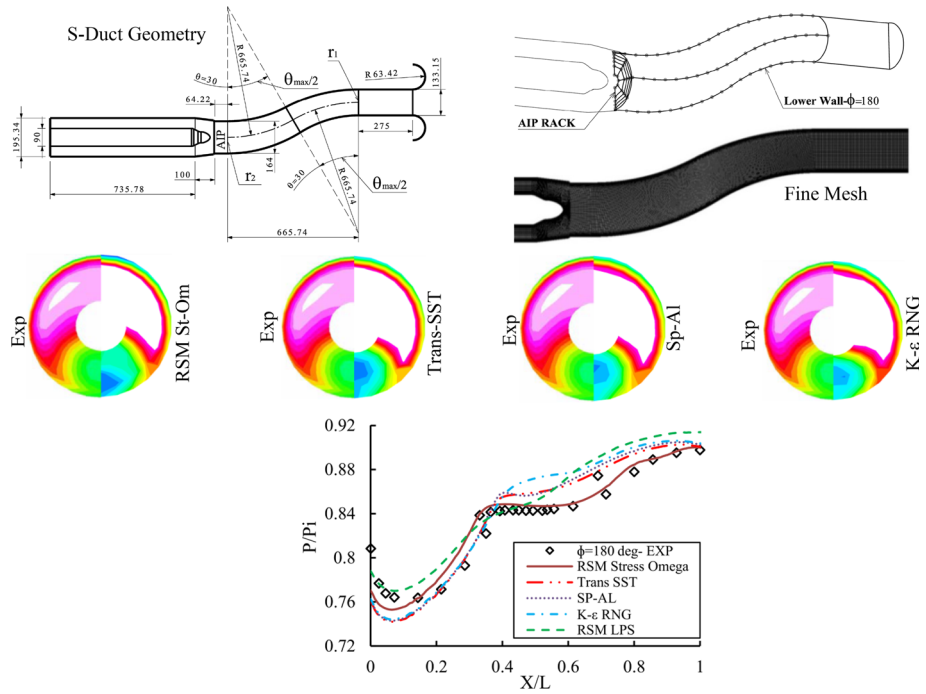 S-Duct Geometry
r1
R 665.74
θ=30
θmax/2
R 63.42
133.15
64.22
195.34
90
AIP
164
275
θ=30
R 665.74
θmax/2
735.78
100
r2
665.74
AIP RACK
Lower Wall-ϕ=180
Fine Mesh
Exp
RSM St-Om
Exp
Trans-SST
Exp
Sp-Al
Exp
K-ε RNG
0.92
0.88
0.84
0.8
0.76
0.72
P/Pi
ϕ=180 deg- EXP
RSM Stress Omega
Trans SST
SP-AL
K-ε RNG
RSM LPS
0 0.2 0.4 0.6 0.8 1
X/L